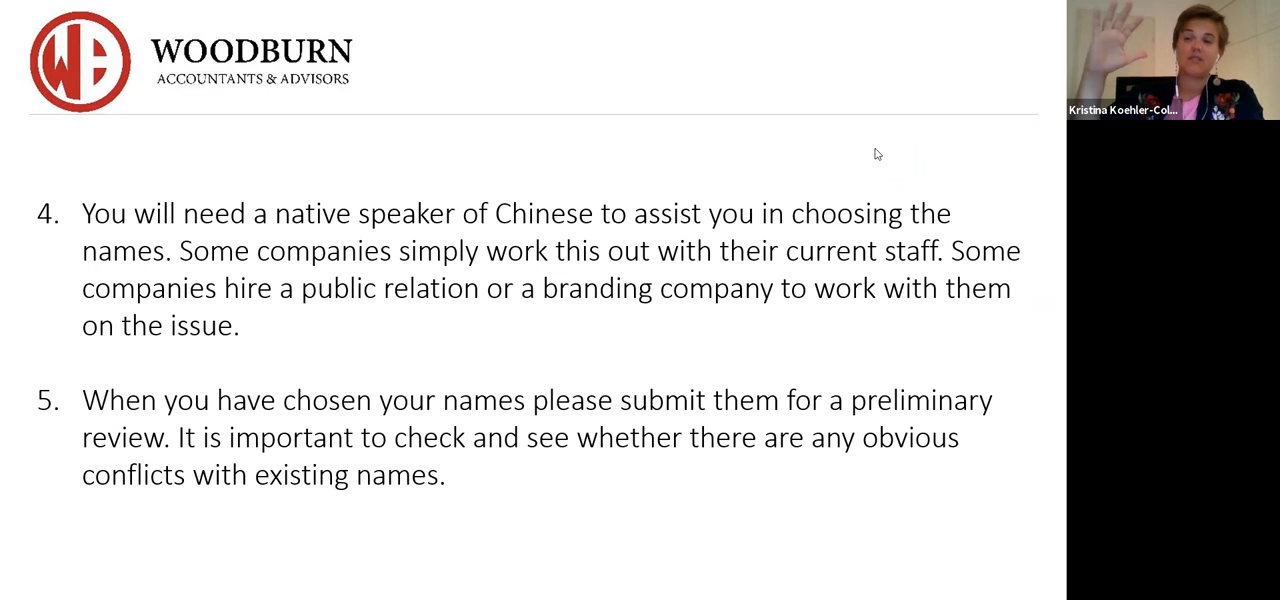 WOODBURN
ACCOUNTANTS & ADVISORS
Kristina Koehler-Col...
4. You will need a native speaker of Chinese to assist you in choosing the
names. Some companies simply work this out with their current staff. Some
companies hire a public relation or a branding company to work with them
on the issue.
5. When you have chosen your names please submit them for a preliminary
review. It is important to check and see whether there are any obvious
conflicts with existing names.